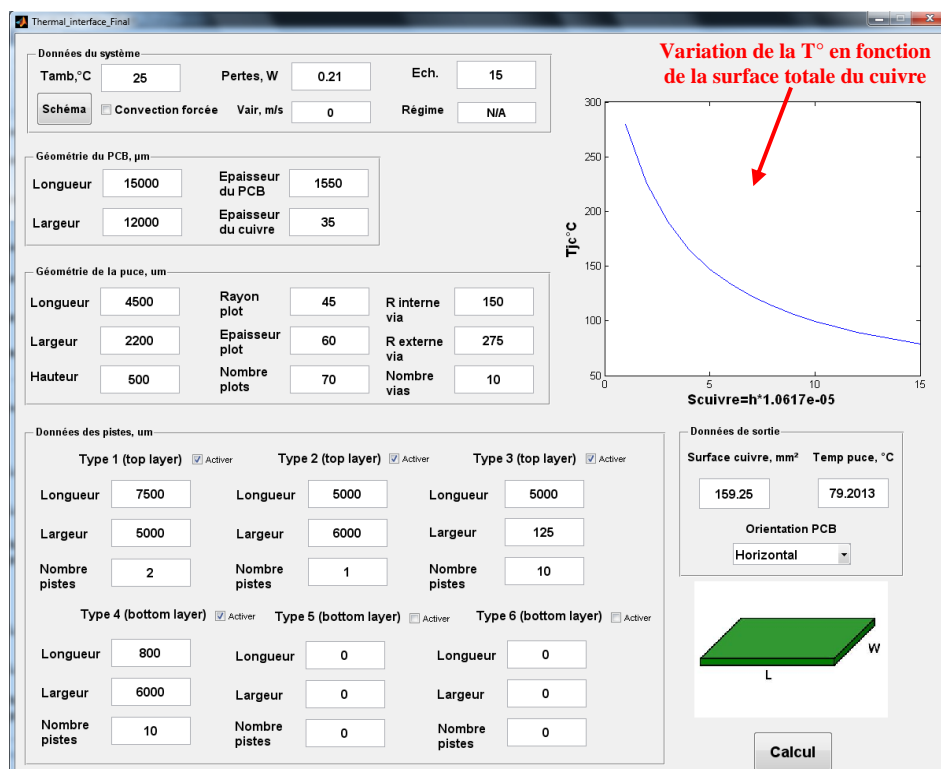 Thermal_interface_Final
Variation de la T° en fonction
de la surface totale du cuivre
Données du système
Tamb,°C 25 Pertes, W 0.21 Ech. 15
Schéma Convection forcée Vair, m/s 0 Régime N/A
Géométrie du PCB, µm
Longueur 15000 Epaisseur du PCB 1550
Largeur 12000 Epaisseur du cuivre 35
Géométrie de la puce, um
Longueur 4500 Rayon plot 45 R interne via 150
Largeur 2200 Epaisseur plot 60 R externe via 275
Hauteur 500 Nombre plots 70 Nombre vias 10
300
250
200
150
100
50
Tjc°C
0 5 10 15
Scuivre=h*1.0617e-05
Données des pistes, um
Type 1 (top layer) Activer Type 2 (top layer) Activer Type 3 (top layer) Activer
Longueur 7500 Longueur 5000 Longueur 5000
Largeur 5000 Largeur 6000 Largeur 125
Nombre pistes 2 Nombre pistes 1 Nombre pistes 10
Type 4 (bottom layer) Activer Type 5 (bottom layer) Activer Type 6 (bottom layer) Activer
Longueur 800 Longueur 0 Longueur 0
Largeur 6000 Largeur 0 Largeur 0
Nombre pistes 10 Nombre pistes 0 Nombre pistes 0
Données de sortie
Surface cuivre, mm² Temp puce, °C
159.25 79.2013
Orientation PCB
Horizontal
W
L
Calcul